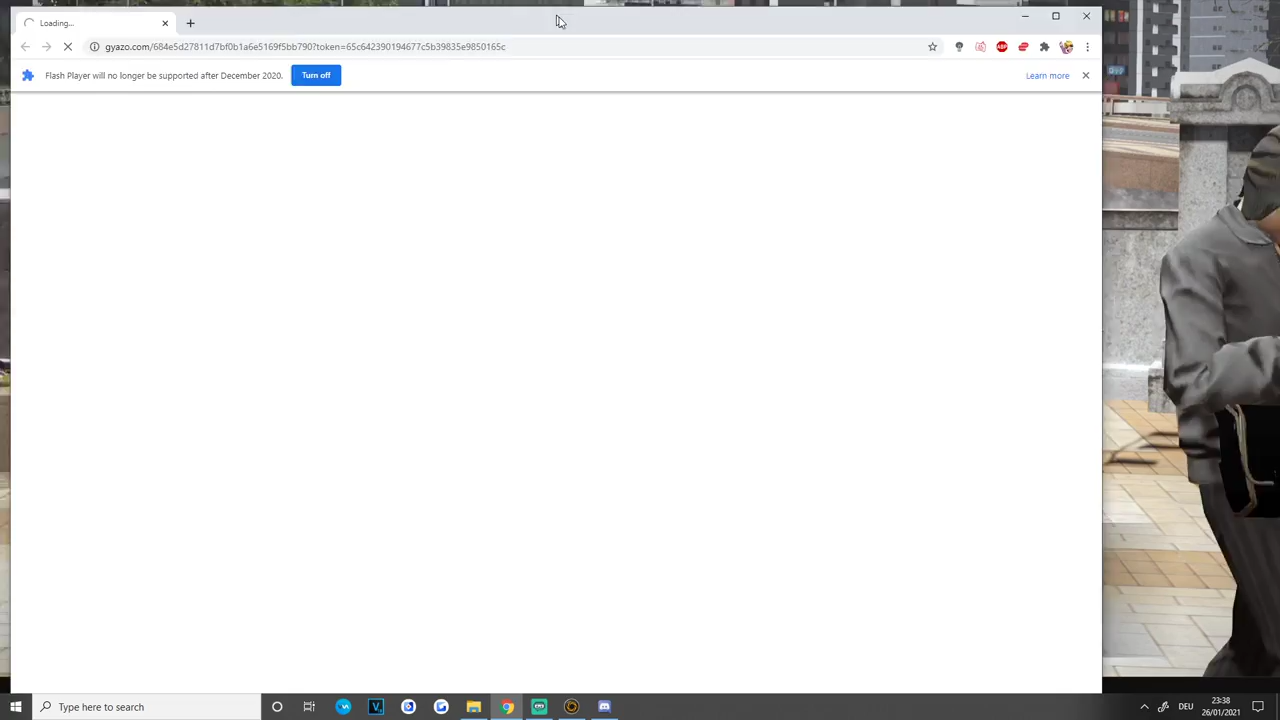 Loading...
gyazo.com/684e5d27811d7bf0b1a6e5169f5bb790?token=65c642390194677c5b39835e9850165c
ABP
Flash Player will no longer be supported after December 2020.
Turn off
Learn more
Type here to search
DEU
23:38
26/01/2021